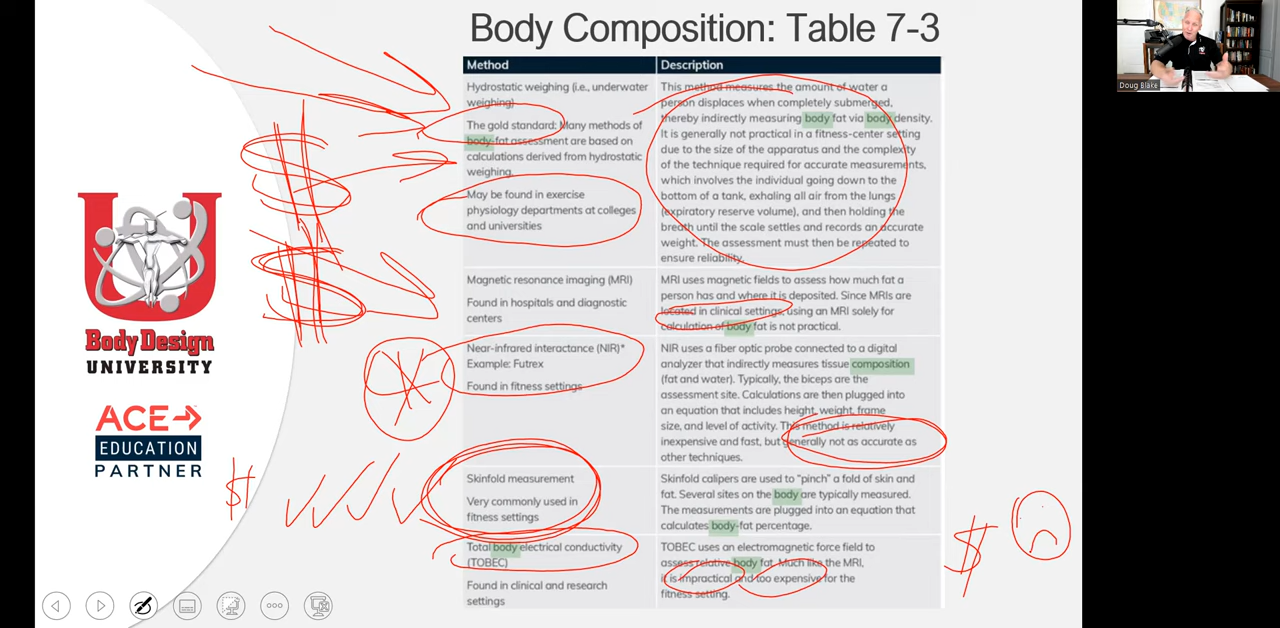 Body Composition: Table 7-3
Doug Blake
Method
Description
Hydrostatic weighing (i.e., underwater
weighing)
The gold standard: Many methods of
body-fat assessment are based on
calculations derived from hydrostatic
weighing.
May be found in exercise
physiology departments at colleges
and universities
This method measures the amount of water a
person displaces when completely submerged,
thereby indirectly measuring body fat via body density.
It is generally not practical in a fitness-center setting
due to the size of the apparatus and the complexity
of the technique required for accurate measurements,
which involves the individual going down to the
bottom of a tank, exhaling all air from the lungs
(expiratory reserve volume), and then holding the
breath until the scale settles and records an accurate
weight. The assessment must then be repeated to
ensure reliability.
Magnetic resonance imaging (MRI)
Found in hospitals and diagnostic
centers
MRI uses magnetic fields to assess how much fat a
person has and where it is deposited. Since MRIs are
located in clinical settings, using an MRI solely for
calculation of body fat is not practical.
Near-infrared interactance (NIR)*
Example: Futrex
Found in fitness settings
NIR uses a fiber optic probe connected to a digital
analyzer that indirectly measures tissue composition
(fat and water). Typically, the biceps are the
assessment site. Calculations are then plugged into
an equation that includes height, weight, frame
size, and level of activity. This method is relatively
inexpensive and fast, but generally not as accurate as
other techniques.
Skinfold measurement
Very commonly used in
fitness settings
Skinfold calipers are used to "pinch" a fold of skin and
fat. Several sites on the body are typically measured.
The measurements are plugged into an equation that
calculates body-fat percentage.
Total body electrical conductivity
(TOBEC)
Found in clinical and research
settings
TOBEC uses an electromagnetic force field to
assess relative body fat. Much like the MRI,
it is impractical and too expensive for the
fitness setting.
$
$
$
$
U
Body Design
UNIVERSITY
ACE
EDUCATION
PARTNER